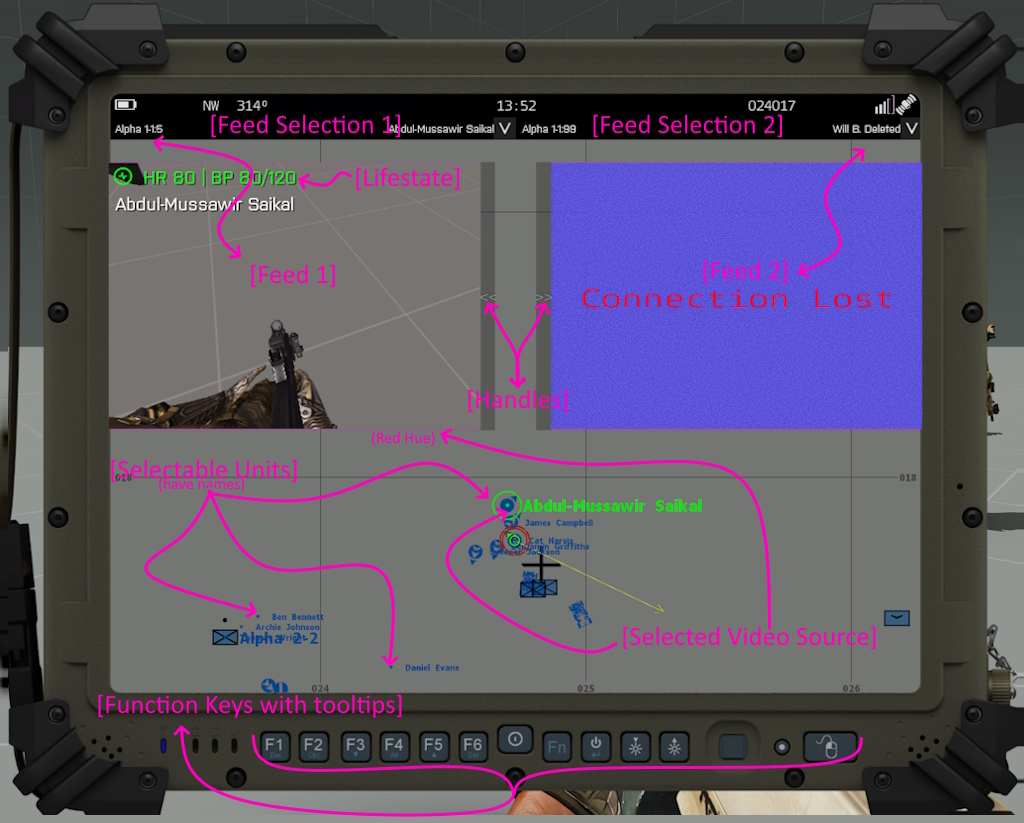 NW 314° 13:52 024017
Alpha 1-1:5 [Feed Selection 1] Abdul-Mussawir Saikal V Alpha 1-1:99 [Feed Selection 2] Will B. Deleted V
HR 80 | BP 80/120 [Lifestate]
Abdul-Mussawir Saikal
[Feed 1]
[Feed 2]
Connection Lost
<< >>
[Handles]
(Red Hue)
[Selectable Units]
018 018
(have names)
Abdul-Mussawir Saikal
James Campbell
Cat Harris
Benjamin Griffiths
Jackson
Ben Bennett
Archie Johnson
Wright
Alpha 2-2
[Selected Video Source]
Daniel Evans
024 025 026
[Function Keys with tooltips]
F1 F2 F3 F4 F5 F6 Fn